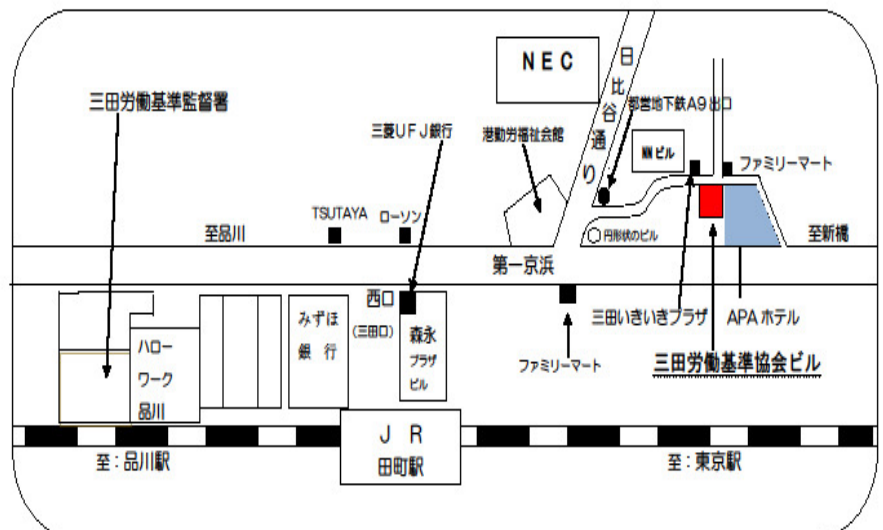 NEC
日比谷通り
三田労働基準監督署
都営地下鉄A9出口
三菱UFJ銀行
港勤労福祉会館
NNビル
ファミリーマート
TSUTAYA
ローソン
至品川
円形状のビル
至新橋
第一京浜
西口
(三田口)
みずほ
銀 行
森永
プラザ
ビル
三田いきいきプラザ
APAホテル
ハロー
ワーク
品川
ファミリーマート
三田労働基準協会ビル
J R
田町駅
至:品川駅
至:東京駅